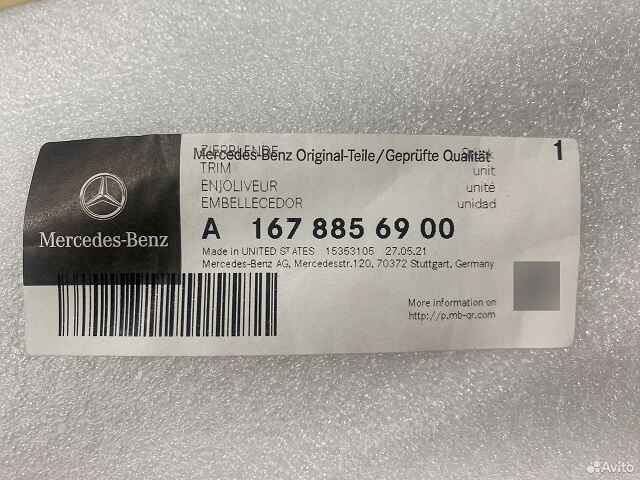 ZIERBLENDE Stück 1
Mercedes-Benz Original-Teile/Geprüfte Qualität
TRIM unit
ENJOLIVEUR unité
EMBELLECEDOR unidad
A 167 885 69 00
Mercedes-Benz
Made in UNITED STATES 15353105 27.05.21
Mercedes-Benz AG, Mercedesstr.120, 70372 Stuttgart, Germany
More information on
http://p.mb-qr.com
Avito